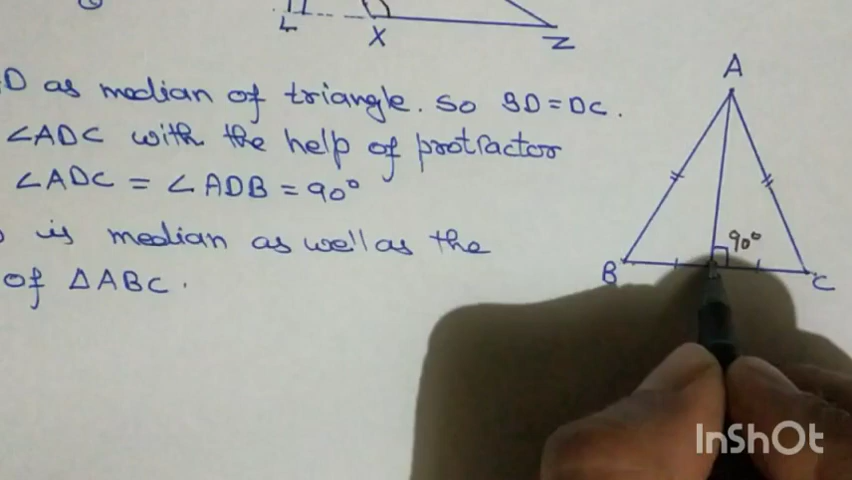 L X Z
D as median of triangle. So BD = DC.
∠ADC with the help of protractor
∠ADC = ∠ADB = 90°
is median as well as the
of ΔABC.
A
90°
B C
InShOt